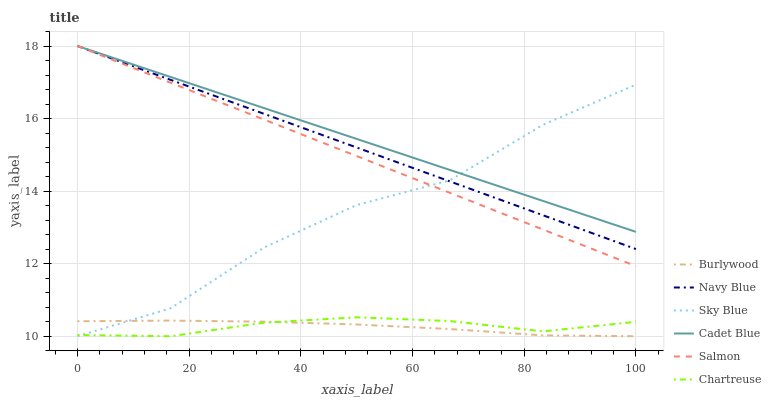 title
yaxis_label
18
16
14
12
10
0
20
40
60
80
100
xaxis_label
Burlywood
Navy Blue
Sky Blue
Cadet Blue
Salmon
Chartreuse